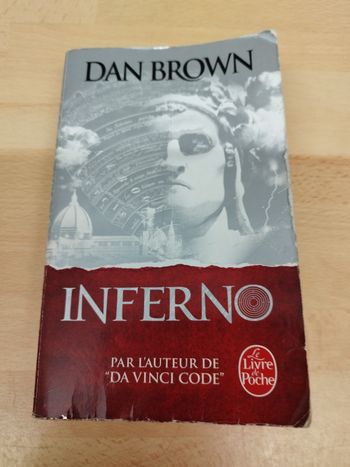 DAN BROWN
INFERNO
PAR L'AUTEUR DE
"DA VINCI CODE"
Le
Livre
de
Poche